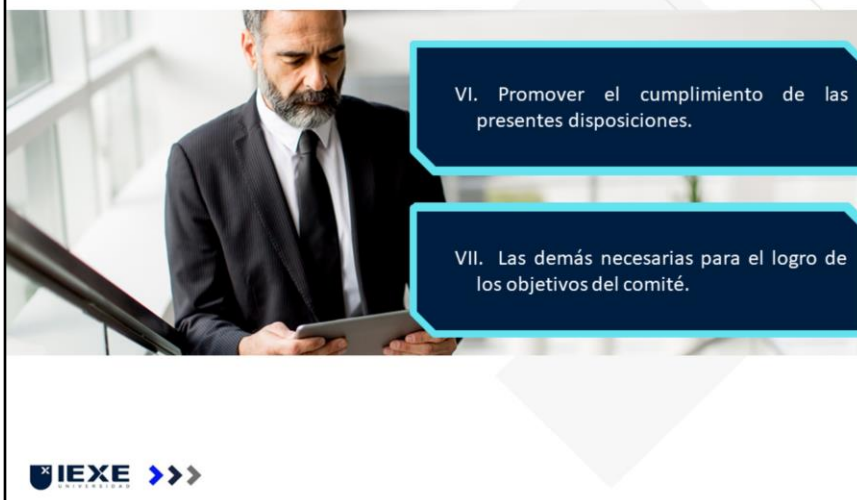 VI. Promover el cumplimiento de las
presentes disposiciones.
VII. Las demás necesarias para el logro de
los objetivos del comité.
IEXE
UNIVERSIDAD